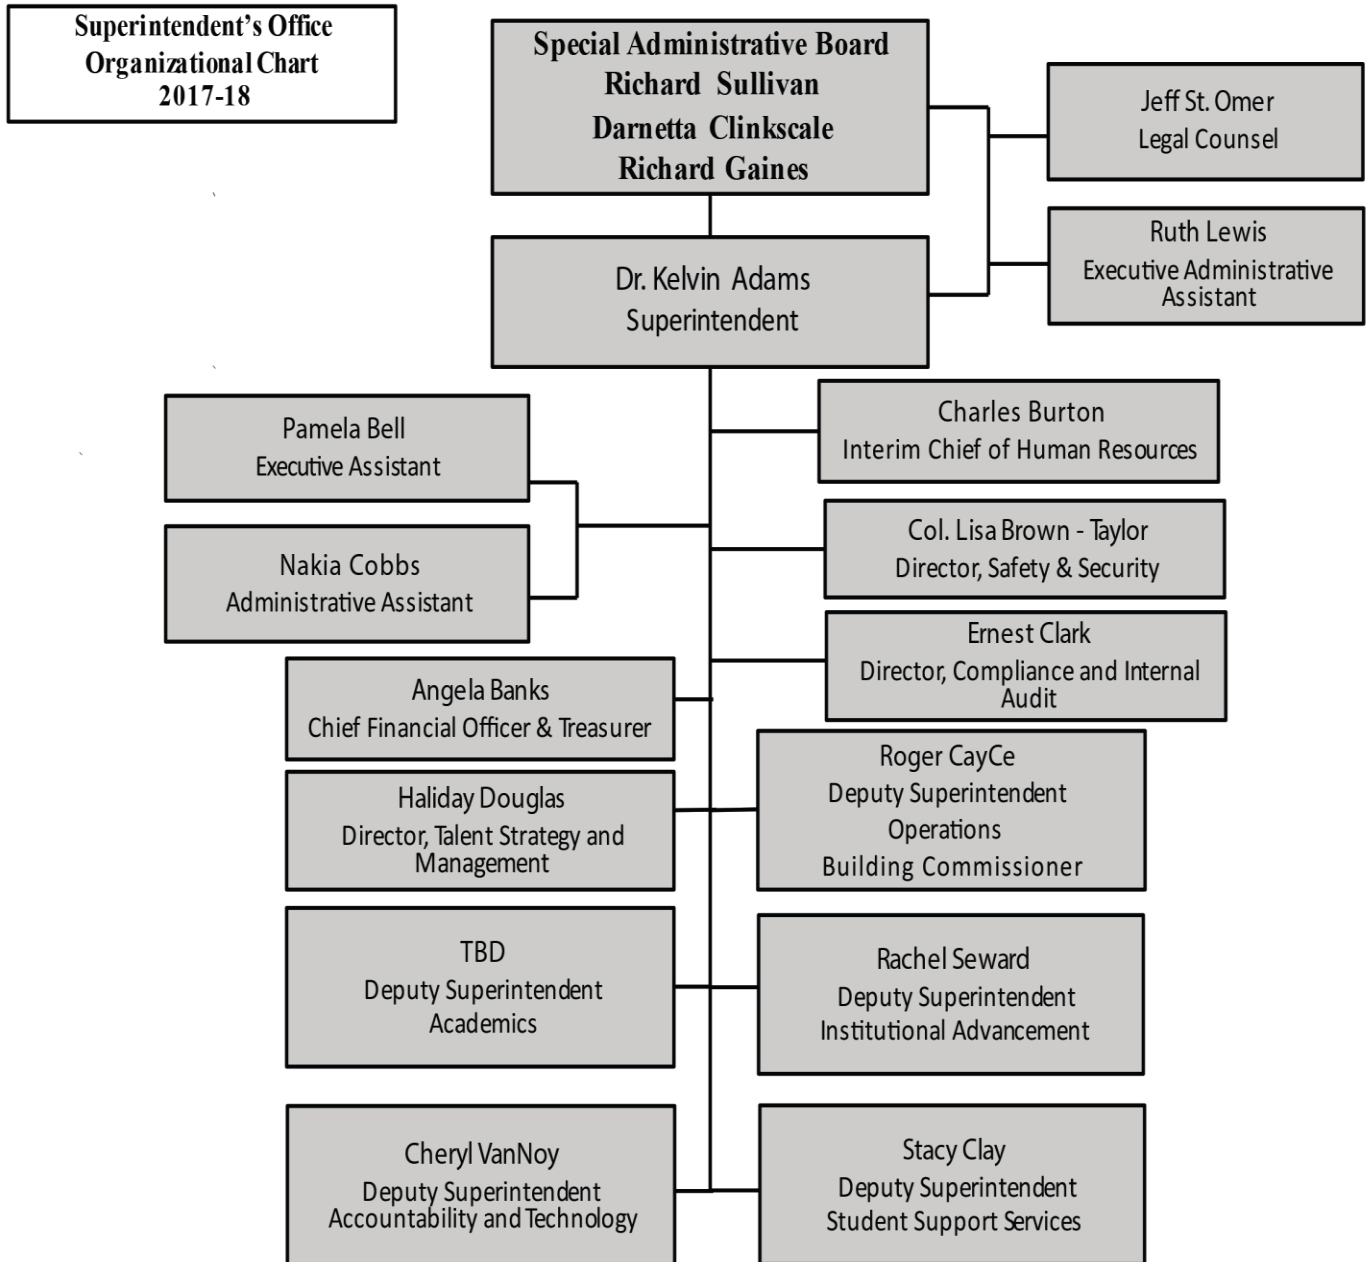 Superintendent's Office
Organizational Chart
2017-18
Special Administrative Board
Richard Sullivan
Darnetta Clinkscale
Richard Gaines
Jeff St. Omer
Legal Counsel
Ruth Lewis
Executive Administrative
Assistant
Dr. Kelvin Adams
Superintendent
Pamela Bell
Executive Assistant
Charles Burton
Interim Chief of Human Resources
Nakia Cobbs
Administrative Assistant
Col. Lisa Brown - Taylor
Director, Safety & Security
Ernest Clark
Director, Compliance and Internal
Audit
Angela Banks
Chief Financial Officer & Treasurer
Haliday Douglas
Director, Talent Strategy and
Management
Roger CayCe
Deputy Superintendent
Operations
Building Commissioner
TBD
Deputy Superintendent
Academics
Rachel Seward
Deputy Superintendent
Institutional Advancement
Cheryl VanNoy
Deputy Superintendent
Accountability and Technology
Stacy Clay
Deputy Superintendent
Student Support Services